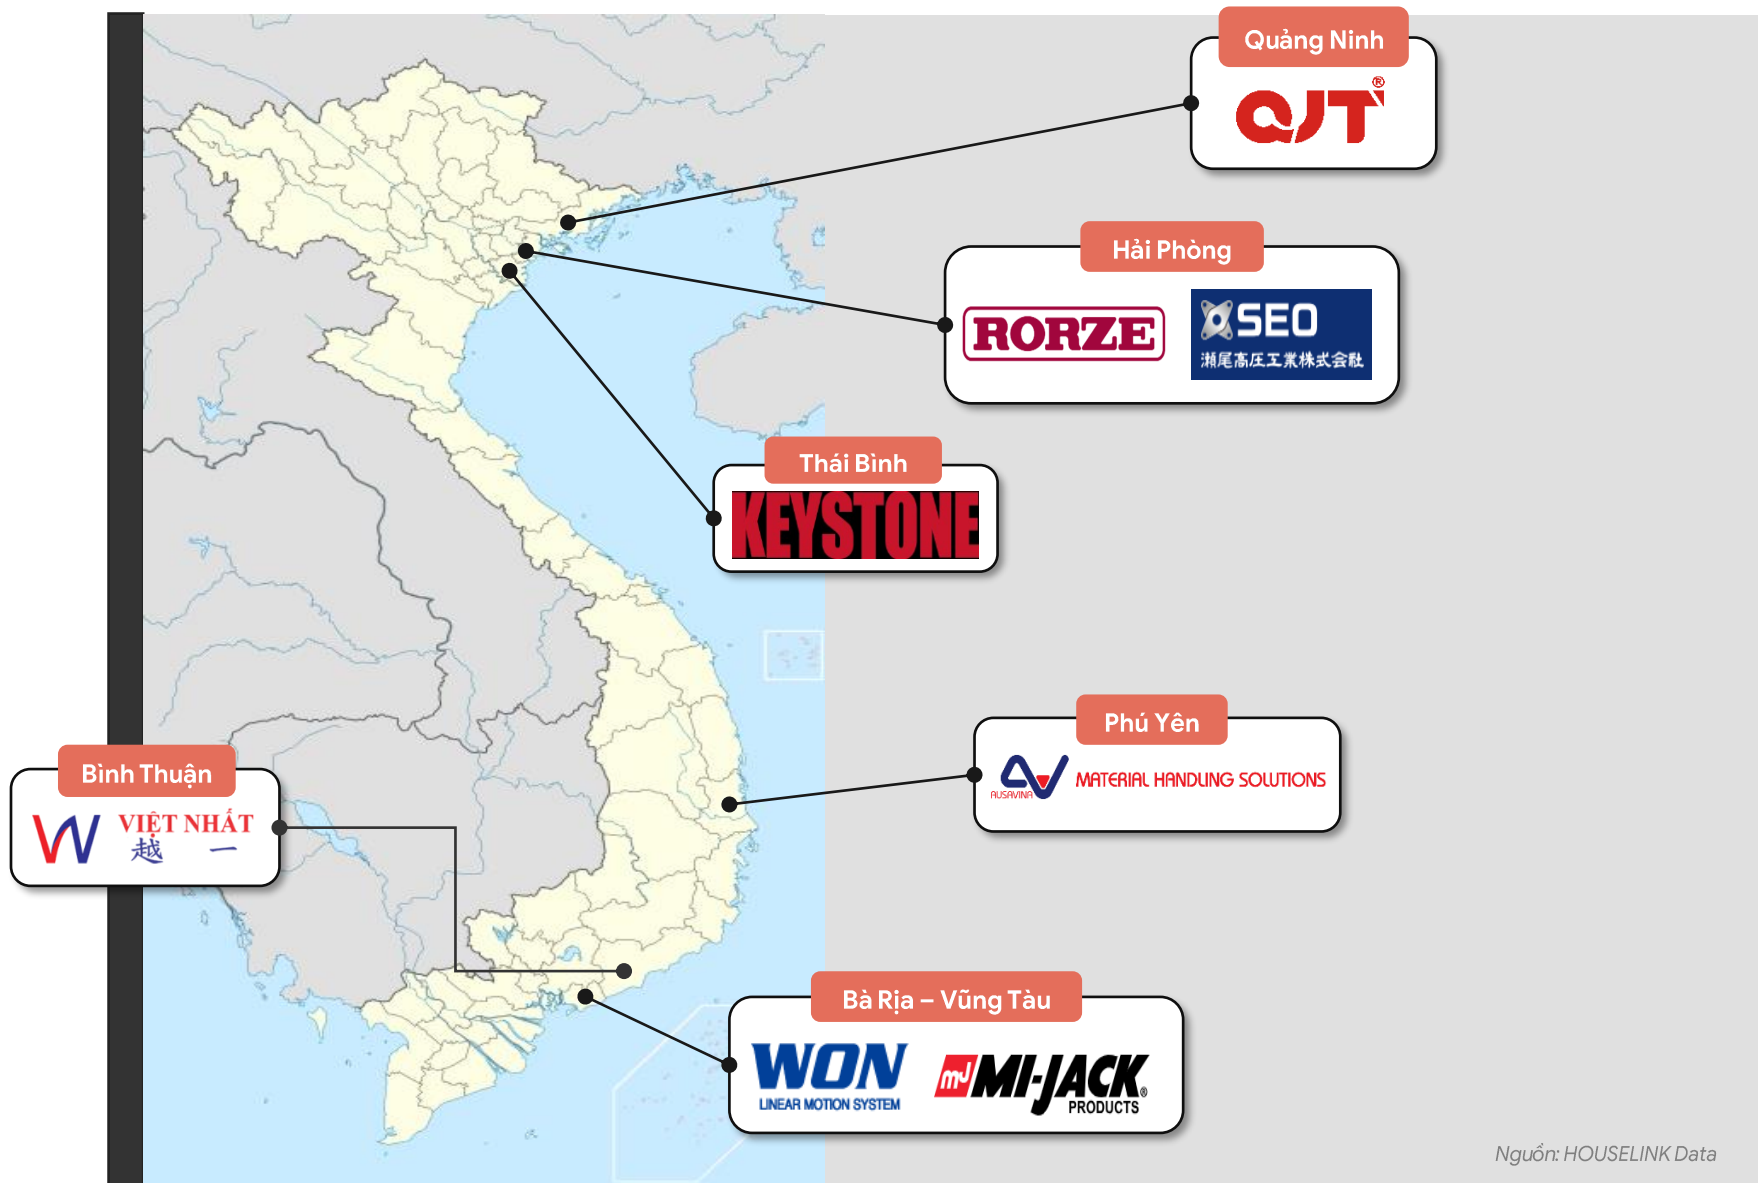 Quảng Ninh
QJT®
Hải Phòng
RORZE
SEO
瀬尾高圧工業株式会社
Thái Bình
KEYSTONE
Phú Yên
AUSAVINA
MATERIAL HANDLING SOLUTIONS
Bình Thuận
VIỆT NHẤT
越 一
Bà Rịa – Vũng Tàu
WON
LINEAR MOTION SYSTEM
mJ MI-JACK®
PRODUCTS
Nguồn: HOUSELINK Data